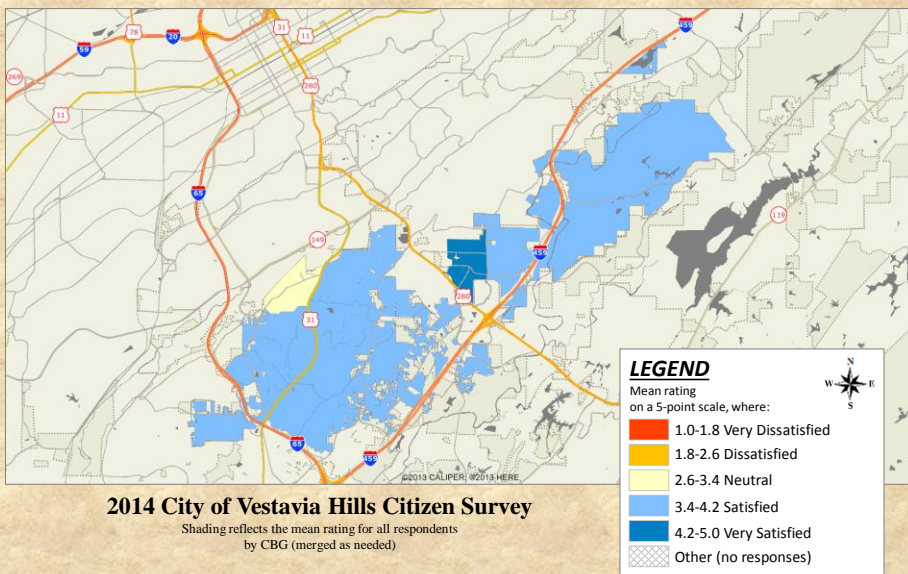 459
31
78
20
11
59
280
269
11
65
119
149
459
280
31
65
459
©2013 CALIPER; ©2013 HERE
LEGEND
N
W E
S
Mean rating
on a 5-point scale, where:
1.0-1.8 Very Dissatisfied
1.8-2.6 Dissatisfied
2.6-3.4 Neutral
3.4-4.2 Satisfied
4.2-5.0 Very Satisfied
Other (no responses)
2014 City of Vestavia Hills Citizen Survey
Shading reflects the mean rating for all respondents
by CBG (merged as needed)